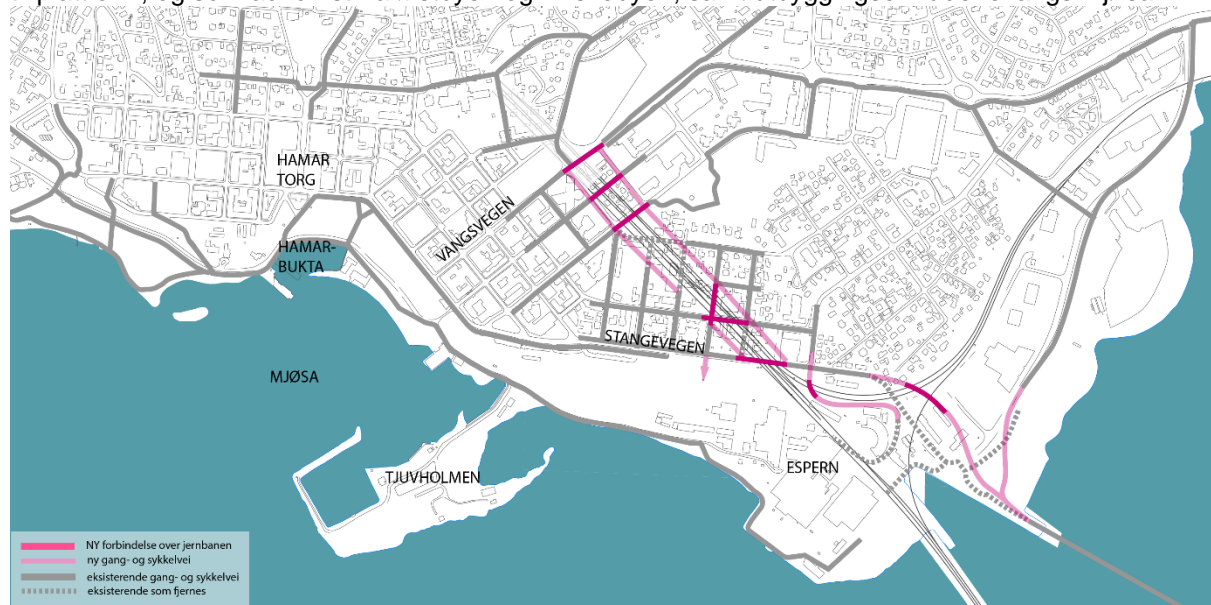 HAMAR
TORG
VANGSVEGEN
HAMAR-
BUKTA
STANGEVEGEN
MJØSA
TJUVHOLMEN
ESPERN
NY forbindelse over jernbanen
ny gang- og sykkelvei
eksisterende gang- og sykkelvei
eksisterende som fjernes